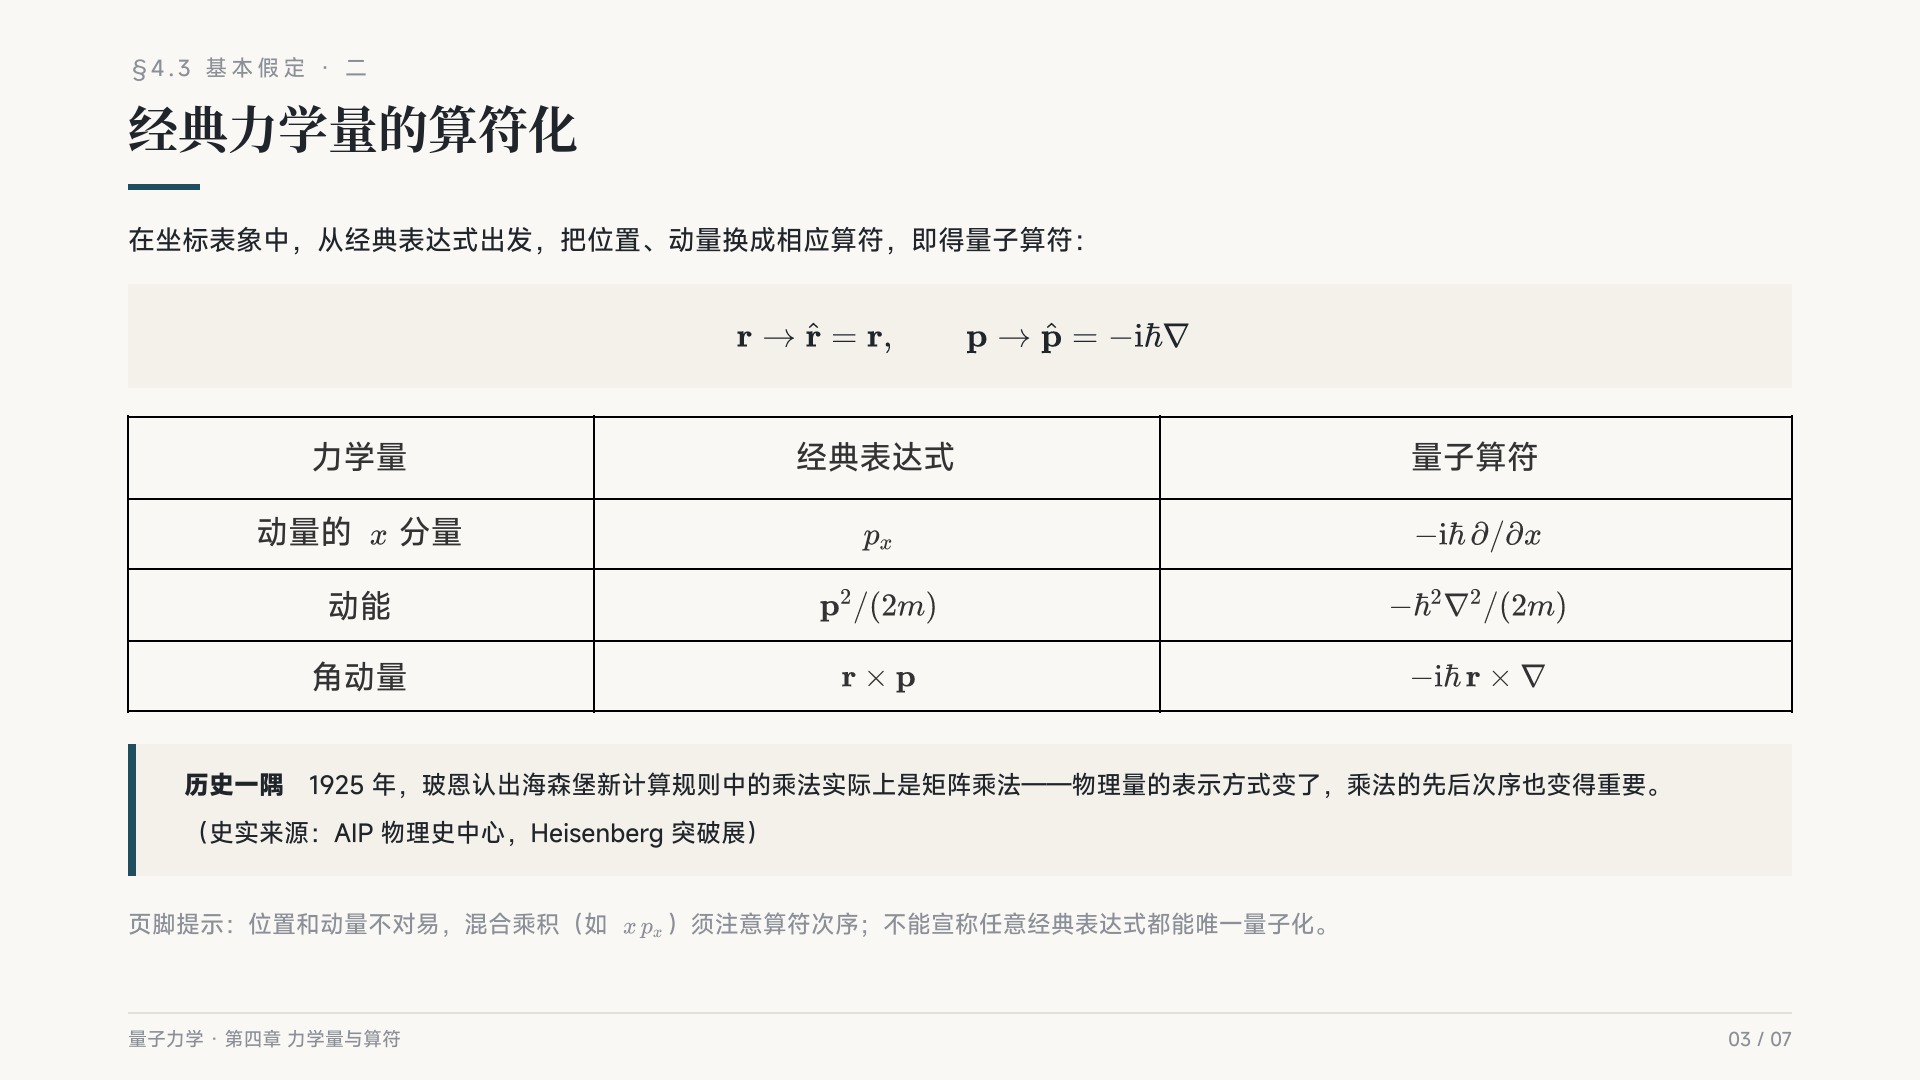 §4.3 基本假定 · 二
经典力学量的算符化
在坐标表象中，从经典表达式出发，把位置、动量换成相应算符，即得量子算符：
𝐫 → 𝐫̂ = 𝐫,  𝐩 → 𝐩̂ = −iℏ∇
力学量 经典表达式 量子算符
动量的 x 分量 pₓ −iℏ ∂/∂x
动能 𝐩²/(2m) −ℏ²∇²/(2m)
角动量 𝐫 × 𝐩 −iℏ 𝐫 × ∇
历史一隅 1925 年，玻恩认出海森堡新计算规则中的乘法实际上是矩阵乘法——物理量的表示方式变了，乘法的先后次序也变得重要。
（史实来源：AIP 物理史中心，Heisenberg 突破展）
页脚提示：位置和动量不对易，混合乘积（如 x pₓ）须注意算符次序；不能宣称任意经典表达式都能唯一量子化。
量子力学 · 第四章 力学量与算符 03 / 07